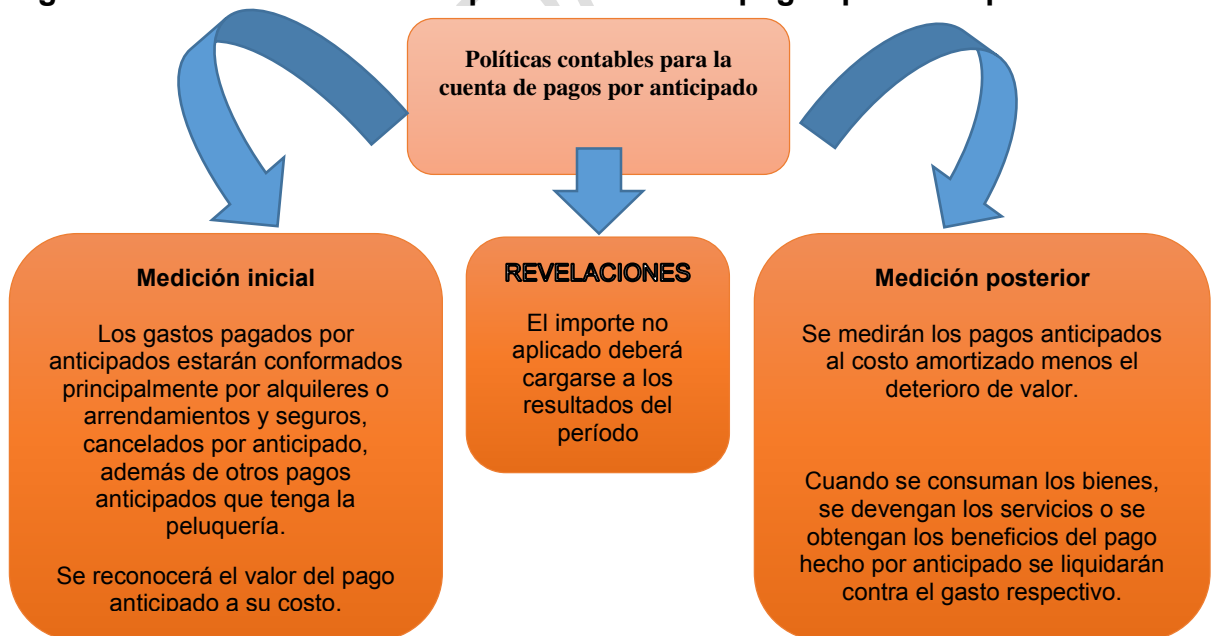 Políticas contables para la
cuenta de pagos por anticipado
Medición inicial
Los gastos pagados por
anticipados estarán conformados
principalmente por alquileres o
arrendamientos y seguros,
cancelados por anticipado,
además de otros pagos
anticipados que tenga la
peluquería.
Se reconocerá el valor del pago
anticipado a su costo.
REVELACIONES
El importe no
aplicado deberá
cargarse a los
resultados del
período
Medición posterior
Se medirán los pagos anticipados
al costo amortizado menos el
deterioro de valor.
Cuando se consuman los bienes,
se devengan los servicios o se
obtengan los beneficios del pago
hecho por anticipado se liquidarán
contra el gasto respectivo.